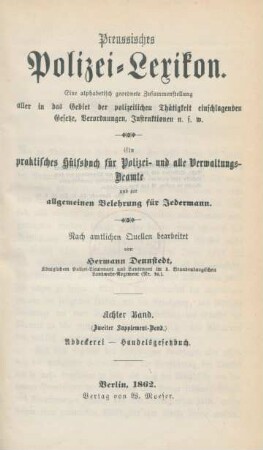 Preussisches
Polizei-Lexikon.
Eine alphabetisch geordnete Zusammenstellung
aller in das Gebiet der polizeilichen Thätigkeit einschlagenden
Gesetze, Verordnungen, Instruktionen u. s. w.
Ein
praktisches Hülfsbuch für Polizei- und alle Verwaltungs-
Beamte
und zur
allgemeinen Belehrung für Jedermann.
Nach amtlichen Quellen bearbeitet
von
Hermann Dennstedt,
Königlichem Polizei-Lieutenant und Lieutenant im 5. Brandenburgischen
Landwehr-Regiment (Nr. 48.).
Achter Band.
(Zweiter Supplement-Band.)
Abdeckerei — Handelsgesetzbuch.
Berlin, 1862.
Verlag von W. Moeser.